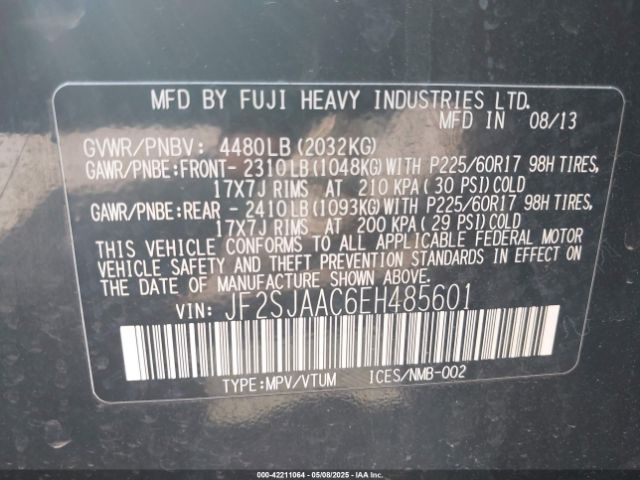 MFD BY FUJI HEAVY INDUSTRIES LTD.
MFD IN 08/13
GVWR/PNBV: 4480LB (2032KG)
GAWR/PNBE:FRONT- 2310LB (1048KG) WITH P225/60R17 98H TIRES,
17X7J RIMS AT 210 KPA ( 30 PSI) COLD
GAWR/PNBE:REAR - 2410LB (1093KG) WITH P225/60R17 98H TIRES,
17X7J RIMS AT 200 KPA ( 29 PSI) COLD
THIS VEHICLE CONFORMS TO ALL APPLICABLE FEDERAL MOTOR
VEHICLE SAFETY AND THEFT PREVENTION STANDARDS IN EFFECT ON
THE DATE OF MANUFACTURE SHOWN ABOVE.
VIN: JF2SJAAC6EH485601
TYPE:MPV/VTUM ICES/NMB-002
000-42211064 - 05/08/2025 - IAAI.com